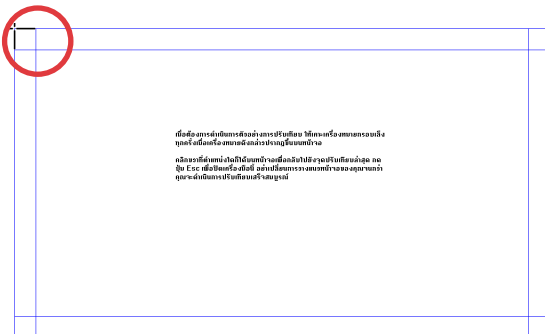 เมื่อต้องการดำเนินการตัวอย่างการปรับเทียบ ให้เคาะเครื่องหมายกรอบเล็ง
ทุกครั้งเมื่อเครื่องหมายดังกล่าวปรากฏขึ้นบนหน้าจอ
คลิกขวาที่ตำแหน่งใดก็ได้บนหน้าจอเพื่อกลับไปยังจุดปรับเทียบล่าสุด กด
ปุ่ม Esc เพื่อปิดเครื่องมือนี้ อย่าเปลี่ยนการวางแนวหน้าจอของคุณจนกว่า
คุณจะดำเนินการปรับเทียบเสร็จสมบูรณ์